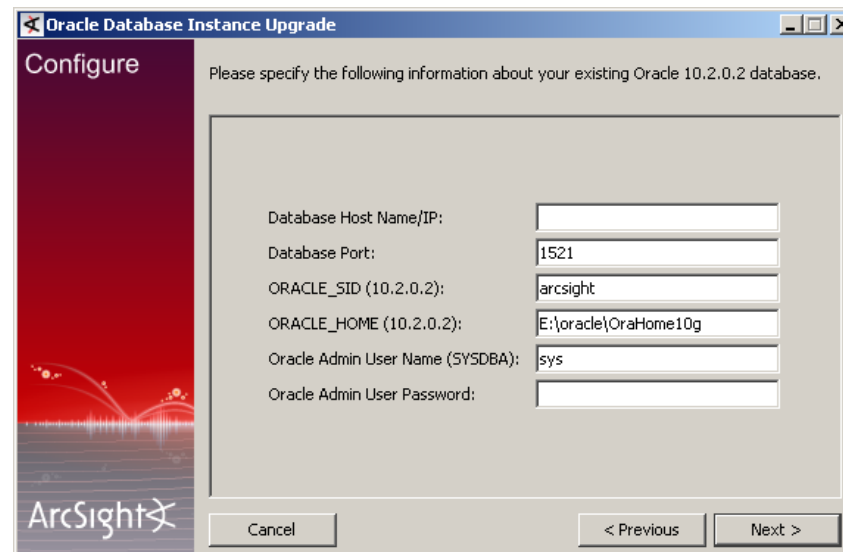 Oracle Database Instance Upgrade
Configure
Please specify the following information about your existing Oracle 10.2.0.2 database.
Database Host Name/IP:
Database Port: 1521
ORACLE_SID (10.2.0.2): arcsight
ORACLE_HOME (10.2.0.2): E:\oracle\OraHome10g
Oracle Admin User Name (SYSDBA): sys
Oracle Admin User Password:
ArcSight
Cancel < Previous Next >